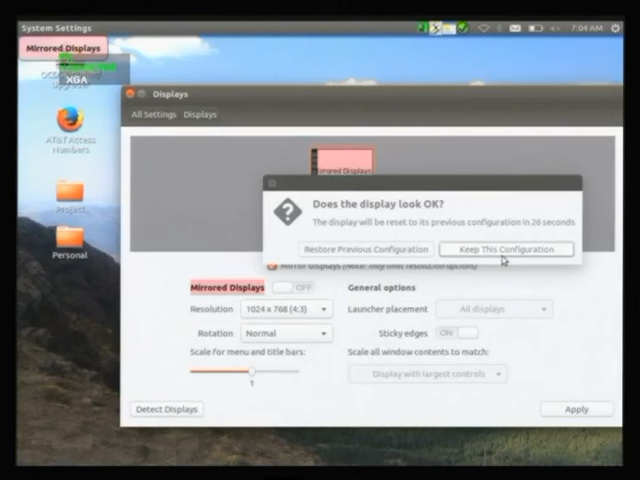 System Settings
7:04 AM
Mirrored Displays
XGA
AT&T Access
Numbers
Project
Personal
Displays
All Settings Displays
Mirrored Displays
Does the display look OK?
The display will be reset to its previous configuration in 26 seconds
Restore Previous Configuration
Keep This Configuration
Mirror displays (Note: may limit resolution options)
Mirrored Displays OFF
General options
Resolution 1024 x 768 (4:3)
Launcher placement All displays
Rotation Normal
Sticky edges ON
Scale for menu and title bars:
1
Scale all window contents to match:
Display with largest controls
Detect Displays
Apply